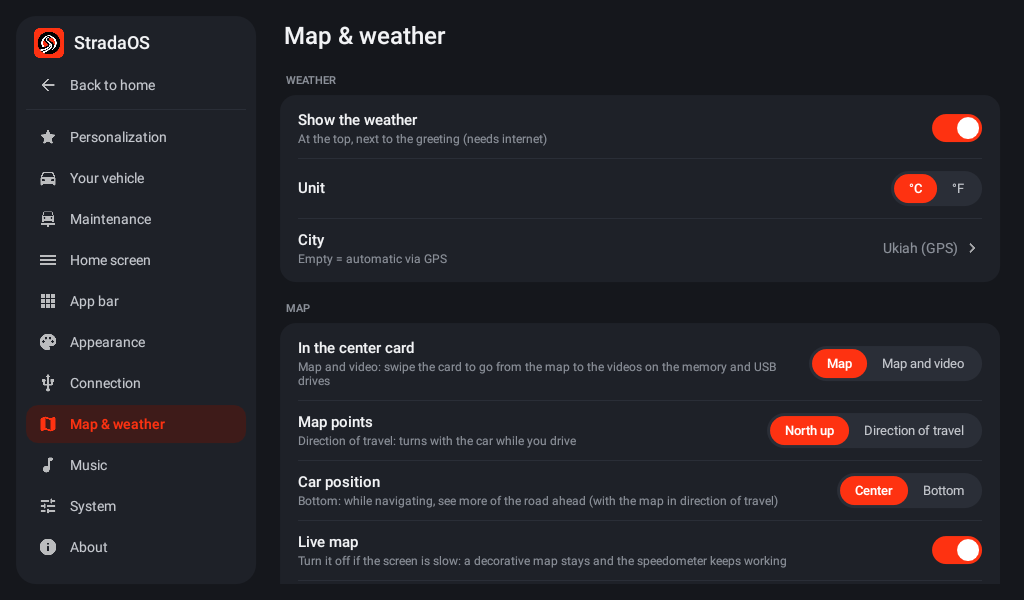 StradaOS
Back to home
Personalization
Your vehicle
Maintenance
Home screen
App bar
Appearance
Connection
Map & weather
Music
System
About
Map & weather
WEATHER
Show the weather
At the top, next to the greeting (needs internet)
Unit
°C
°F
City
Empty = automatic via GPS
Ukiah (GPS)
MAP
In the center card
Map and video: swipe the card to go from the map to the videos on the memory and USB
drives
Map
Map and video
Map points
Direction of travel: turns with the car while you drive
North up
Direction of travel
Car position
Bottom: while navigating, see more of the road ahead (with the map in direction of travel)
Center
Bottom
Live map
Turn it off if the screen is slow: a decorative map stays and the speedometer keeps working